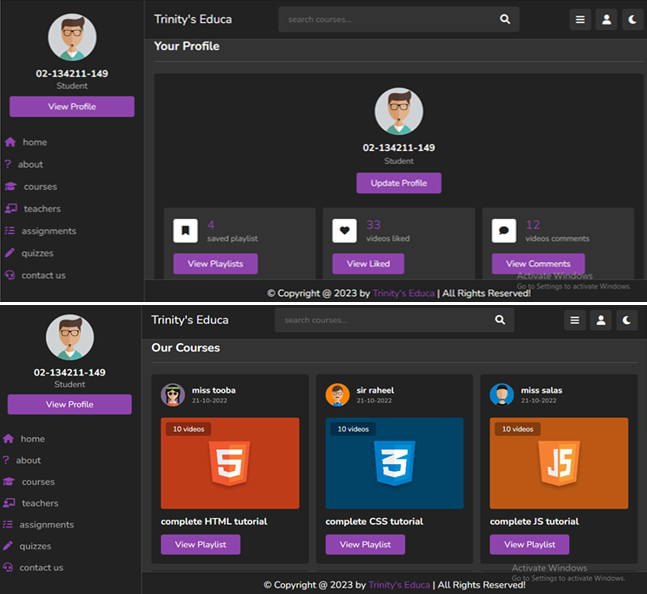 Trinity's Educa
search courses...
02-134211-149
Student
View Profile
home
? about
courses
teachers
assignments
quizzes
contact us
Your Profile
02-134211-149
Student
Update Profile
4
saved playlist
View Playlists
33
videos liked
View Liked
12
videos comments
View Comments
Activate Windows
Go to Settings to activate Windows.
© Copyright @ 2023 by Trinity's Educa | All Rights Reserved!
Trinity's Educa
search courses...
02-134211-149
Student
View Profile
home
? about
courses
teachers
assignments
quizzes
contact us
Our Courses
miss tooba
21-10-2022
10 videos
5
complete HTML tutorial
View Playlist
sir raheel
21-10-2022
10 videos
3
complete CSS tutorial
View Playlist
miss salas
21-10-2022
10 videos
JS
complete JS tutorial
View Playlist
Activate Windows
Go to Settings to activate Windows.
© Copyright @ 2023 by Trinity's Educa | All Rights Reserved!